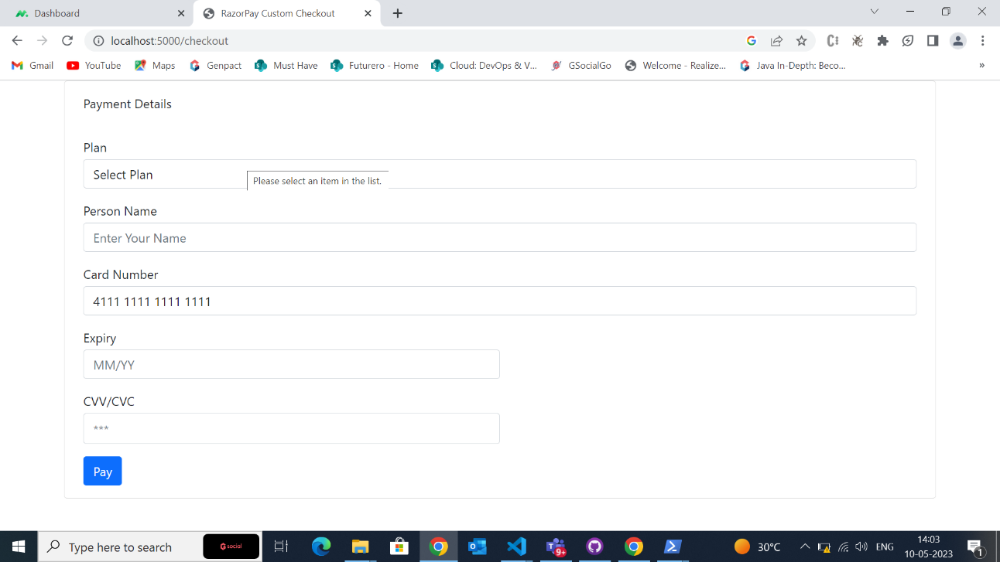 Dashboard
RazorPay Custom Checkout
localhost:5000/checkout
Gmail
YouTube
Maps
Genpact
Must Have
Futurero - Home
Cloud: DevOps & V...
GSocialGo
Welcome - Realize...
Java In-Depth: Beco...
»
Payment Details
Plan
Select Plan
Please select an item in the list.
Person Name
Enter Your Name
Card Number
4111 1111 1111 1111
Expiry
MM/YY
CVV/CVC
***
Pay
Type here to search
social
9+
30°C
ENG
14:03
10-05-2023
1